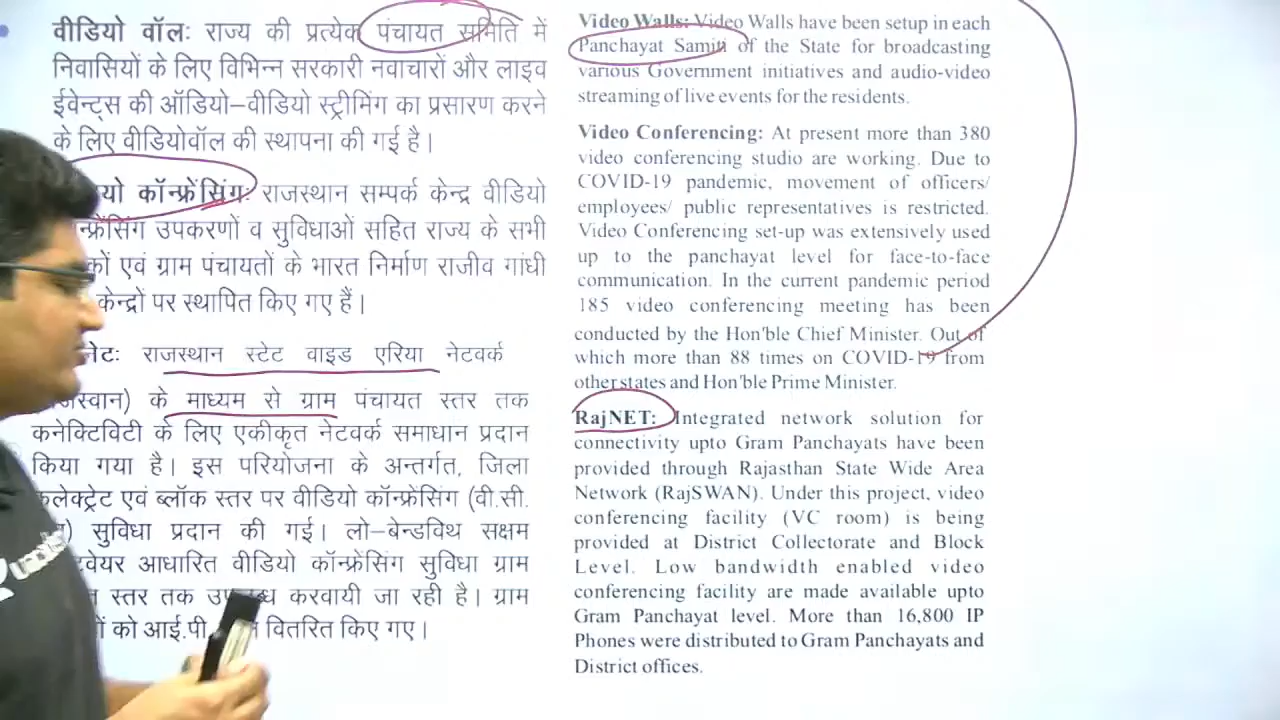 वीडियो वॉलः राज्य की प्रत्येक पंचायत समिति में
निवासियों के लिए विभिन्न सरकारी नवाचारों और लाइव
ईवेन्ट्स की ऑडियो–वीडियो स्ट्रीमिंग का प्रसारण करने
के लिए वीडियोवॉल की स्थापना की गई है।
यो कॉन्फ्रेंसिंगः राजस्थान सम्पर्क केन्द्र वीडियो
न्फ्रेंसिंग उपकरणों व सुविधाओं सहित राज्य के सभी
कों एवं ग्राम पंचायतों के भारत निर्माण राजीव गांधी
केन्द्रों पर स्थापित किए गए हैं।
नेटः राजस्थान स्टेट वाइड एरिया नेटवर्क
के माध्यम से ग्राम पंचायत स्तर तक
कनेक्टिविटी के लिए एकीकृत नेटवर्क समाधान प्रदान
किया गया है। इस परियोजना के अन्तर्गत, जिला
कलेक्ट्रेट एवं ब्लॉक स्तर पर वीडियो कॉन्फ्रेंसिंग (वी.सी.
) सुविधा प्रदान की गई। लो–बेन्डविथ सक्षम
वेयर आधारित वीडियो कॉन्फ्रेंसिंग सुविधा ग्राम
स्तर तक करवायी जा रही है। ग्राम
को आई.पी. वितरित किए गए।
Video Walls: Video Walls have been setup in each
Panchayat Samiti of the State for broadcasting
various Government initiatives and audio-video
streaming of live events for the residents.
Video Conferencing: At present more than 380
video conferencing studio are working. Due to
COVID-19 pandemic, movement of officers/
employees/ public representatives is restricted.
Video Conferencing set-up was extensively used
up to the panchayat level for face-to-face
communication. In the current pandemic period
185 video conferencing meeting has been
conducted by the Hon'ble Chief Minister. Out of
which more than 88 times on COVID-19 from
other states and Hon'ble Prime Minister.
RajNET: Integrated network solution for
connectivity upto Gram Panchayats have been
provided through Rajasthan State Wide Area
Network (RajSWAN). Under this project, video
conferencing facility (VC room) is being
provided at District Collectorate and Block
Level. Low bandwidth enabled video
conferencing facility are made available upto
Gram Panchayat level. More than 16,800 IP
Phones were distributed to Gram Panchayats and
District offices.